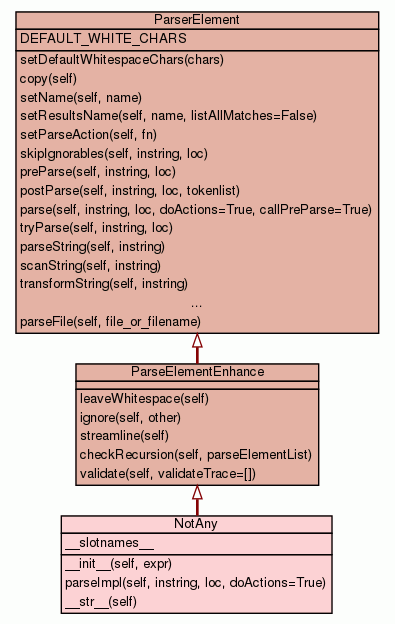 ParserElement
DEFAULT_WHITE_CHARS
setDefaultWhitespaceChars(chars)
copy(self)
setName(self, name)
setResultsName(self, name, listAllMatches=False)
setParseAction(self, fn)
skipIgnorables(self, instring, loc)
preParse(self, instring, loc)
postParse(self, instring, loc, tokenlist)
parse(self, instring, loc, doActions=True, callPreParse=True)
tryParse(self, instring, loc)
parseString(self, instring)
scanString(self, instring)
transformString(self, instring)
...
parseFile(self, file_or_filename)
ParseElementEnhance
leaveWhitespace(self)
ignore(self, other)
streamline(self)
checkRecursion(self, parseElementList)
validate(self, validateTrace=[])
NotAny
__slotnames__
__init__(self, expr)
parseImpl(self, instring, loc, doActions=True)
__str__(self)